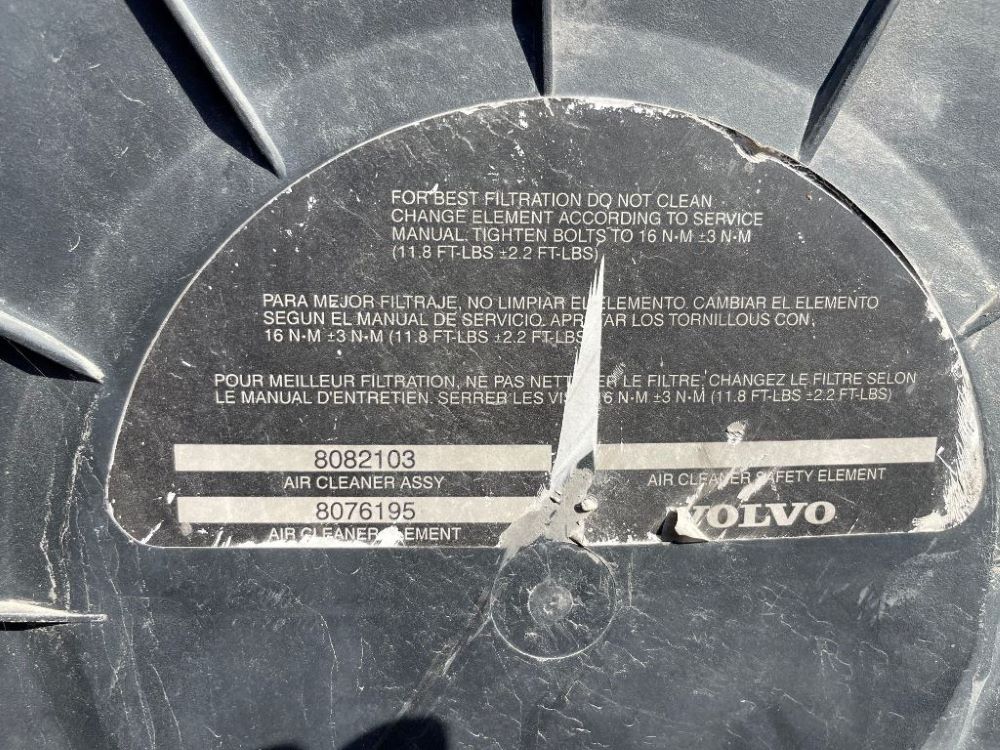 FOR BEST FILTRATION DO NOT CLEAN
CHANGE ELEMENT ACCORDING TO SERVICE
MANUAL. TIGHTEN BOLTS TO 16 N•M ±3 N•M
(11.8 FT-LBS ±2.2 FT-LBS)
PARA MEJOR FILTRAJE, NO LIMPIAR EL ELEMENTO. CAMBIAR EL ELEMENTO
SEGUN EL MANUAL DE SERVICIO. APRETAR LOS TORNILLOUS CON,
16 N•M ±3 N•M (11.8 FT-LBS ±2.2 FT-LBS
POUR MEILLEUR FILTRATION, NE PAS NETTOYER LE FILTRE, CHANGEZ LE FILTRE SELON
LE MANUAL D'ENTRETIEN. SERRER LES VIS 16 N•M ±3 N•M (11.8 FT-LBS ±2.2 FT-LBS)
8082103
AIR CLEANER ASSY
AIR CLEANER SAFETY ELEMENT
8076195
AIR CLEANER ELEMENT
VOLVO